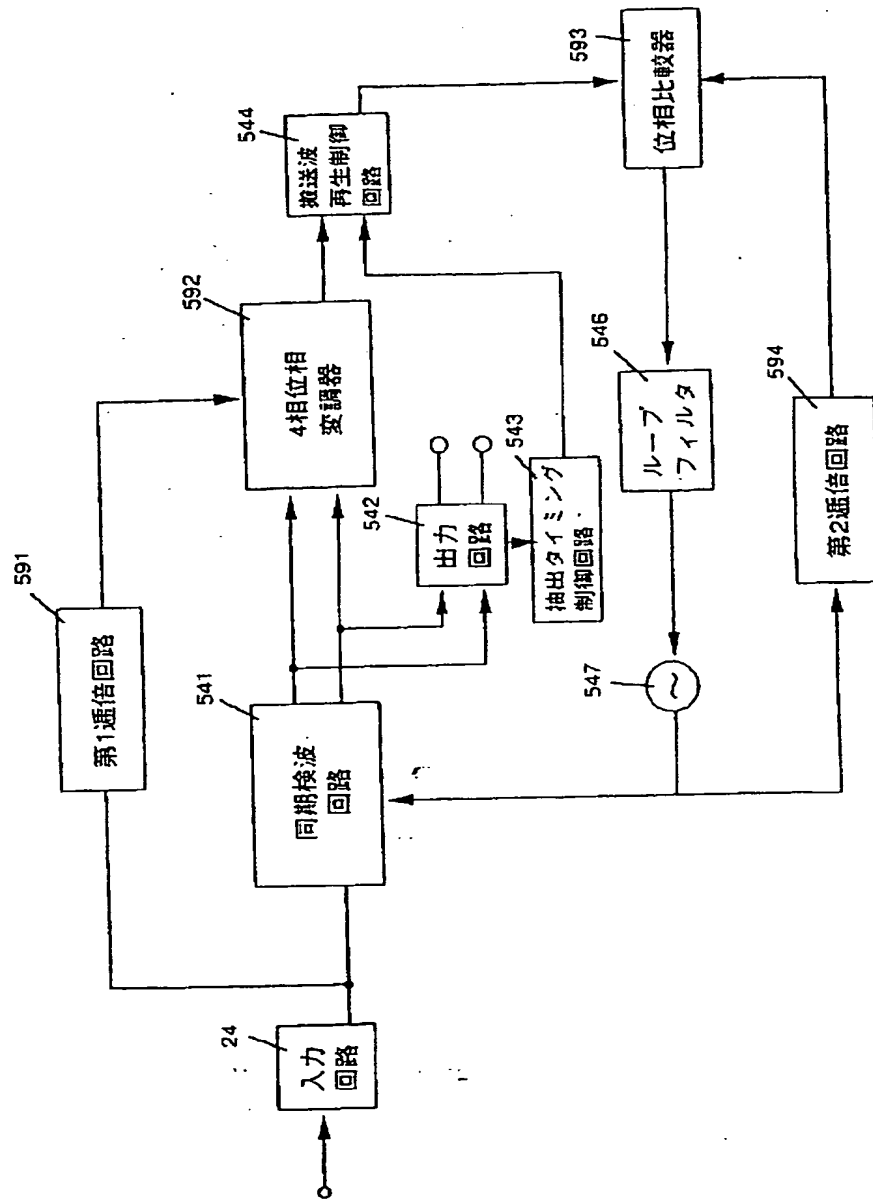 591
第1逓倍回路
592
4相位相
変調器
544
搬送波
再生制御
回路
593
位相比較器
24
入力
回路
541
同期検波
回路
542
出力
回路
543
抽出タイミング
制御回路
546
ループ
フィルタ
547
~
594
第2逓倍回路